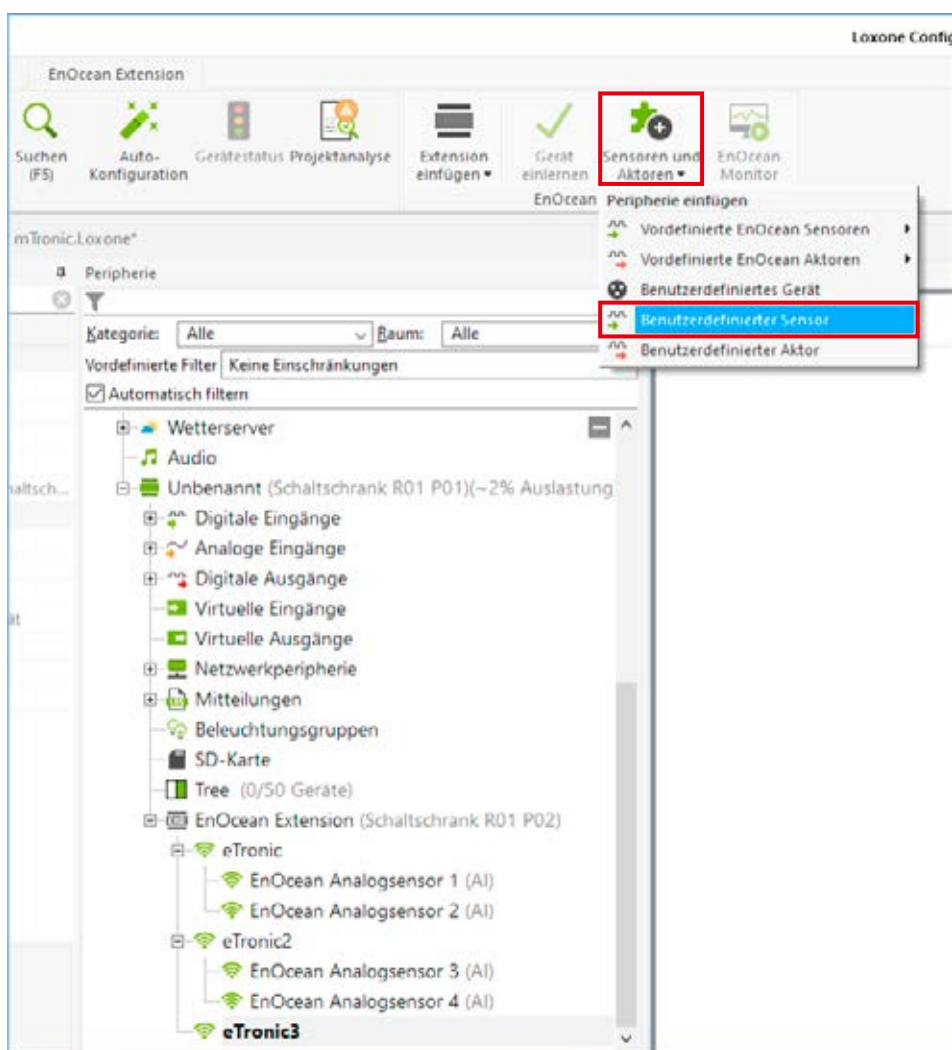 Loxone Config
EnOcean Extension
Suchen (F5)
Auto-Konfiguration
Gerätestatus
Projektanalyse
Extension einfügen
Gerät einlernen
Sensoren und Aktoren
EnOcean Monitor
EnOcean
Peripherie einfügen
Vordefinierte EnOcean Sensoren
Vordefinierte EnOcean Aktoren
Benutzerdefiniertes Gerät
Benutzerdefinierter Sensor
Benutzerdefinierter Aktor
mTronic.Loxone*
Peripherie
Kategorie: Alle Raum: Alle
Vordefinierte Filter Keine Einschränkungen
Automatisch filtern
Wetterserver
Audio
Unbenannt (Schaltschrank R01 P01)(~2% Auslastung
Digitale Eingänge
Analoge Eingänge
Digitale Ausgänge
Virtuelle Eingänge
Virtuelle Ausgänge
Netzwerkperipherie
Mitteilungen
Beleuchtungsgruppen
SD-Karte
Tree (0/50 Geräte)
EnOcean Extension (Schaltschrank R01 P02)
eTronic
EnOcean Analogsensor 1 (AI)
EnOcean Analogsensor 2 (AI)
eTronic2
EnOcean Analogsensor 3 (AI)
EnOcean Analogsensor 4 (AI)
eTronic3